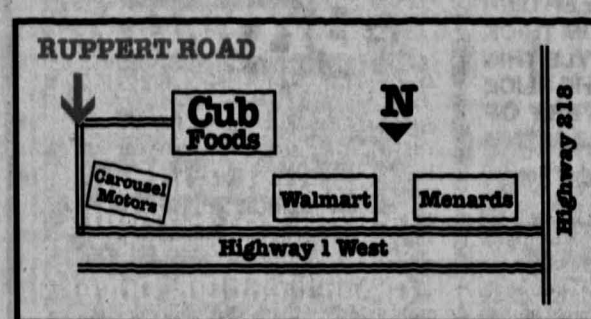 RUPPERT ROAD
Cub
Foods
N
Carousel
Motors
Walmart
Menards
Highway 218
Highway 1 West